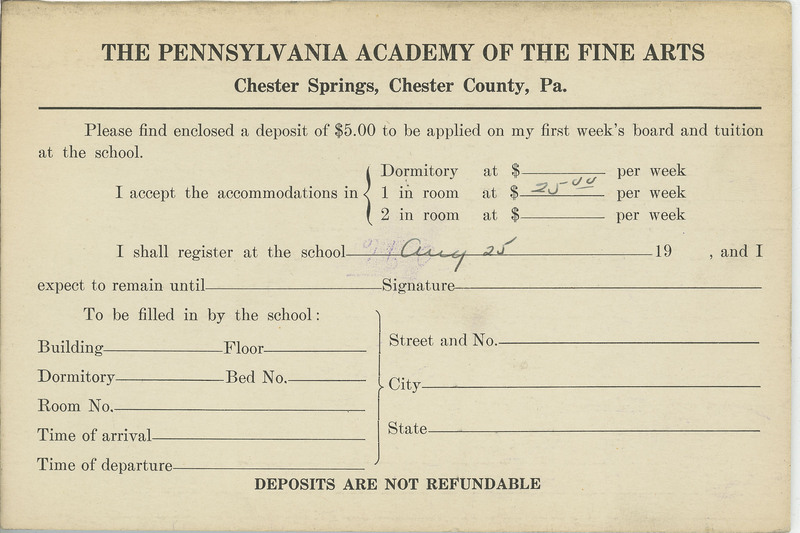 THE PENNSYLVANIA ACADEMY OF THE FINE ARTS
Chester Springs, Chester County, Pa.
Please find enclosed a deposit of $5.00 to be applied on my first week's board and tuition
at the school.
Dormitory at $ per week
I accept the accommodations in { 1 in room at $ 25 00 per week
2 in room at $ per week
I shall register at the school Aug 25 19 , and I
expect to remain until Signature
To be filled in by the school:
Building Floor
Dormitory Bed No.
Room No.
Time of arrival
Time of departure
Street and No.
City
State
DEPOSITS ARE NOT REFUNDABLE